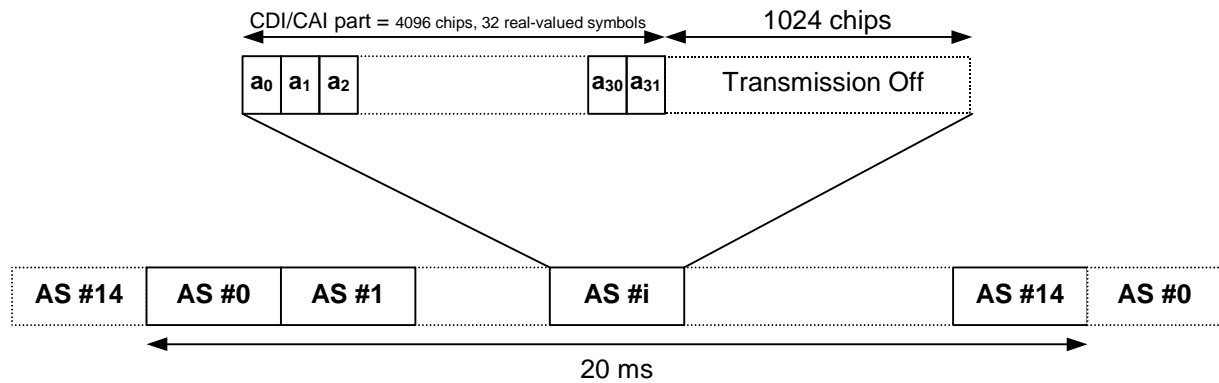 CDI/CAI part = 4096 chips, 32 real-valued symbols 1024 chips
a0 a1 a2 a30 a31 Transmission Off
AS #14 AS #0 AS #1 AS #i AS #14 AS #0
20 ms